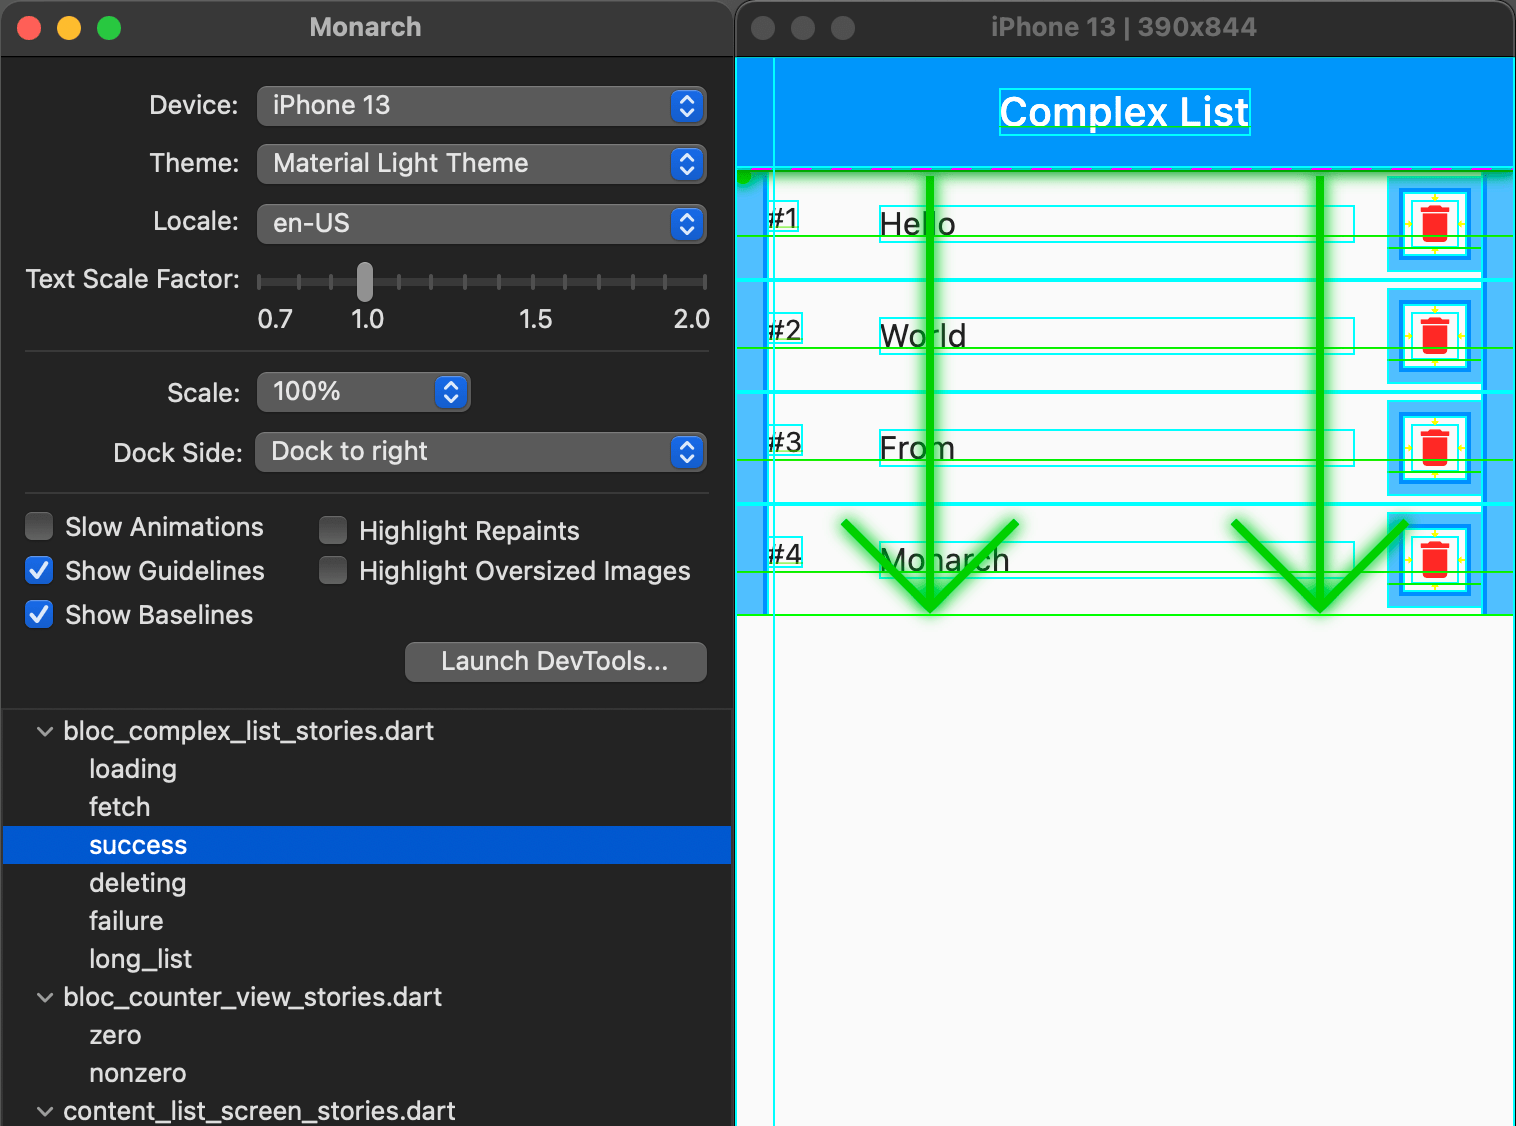 Monarch
Device: iPhone 13
Theme: Material Light Theme
Locale: en-US
Text Scale Factor:
0.7 1.0 1.5 2.0
Scale: 100%
Dock Side: Dock to right
Slow Animations Highlight Repaints
Show Guidelines Highlight Oversized Images
Show Baselines
Launch DevTools...
bloc_complex_list_stories.dart
loading
fetch
success
deleting
failure
long_list
bloc_counter_view_stories.dart
zero
nonzero
content_list_screen_stories.dart
iPhone 13 | 390x844
Complex List
#1 Hello
#2 World
#3 From
#4 Monarch